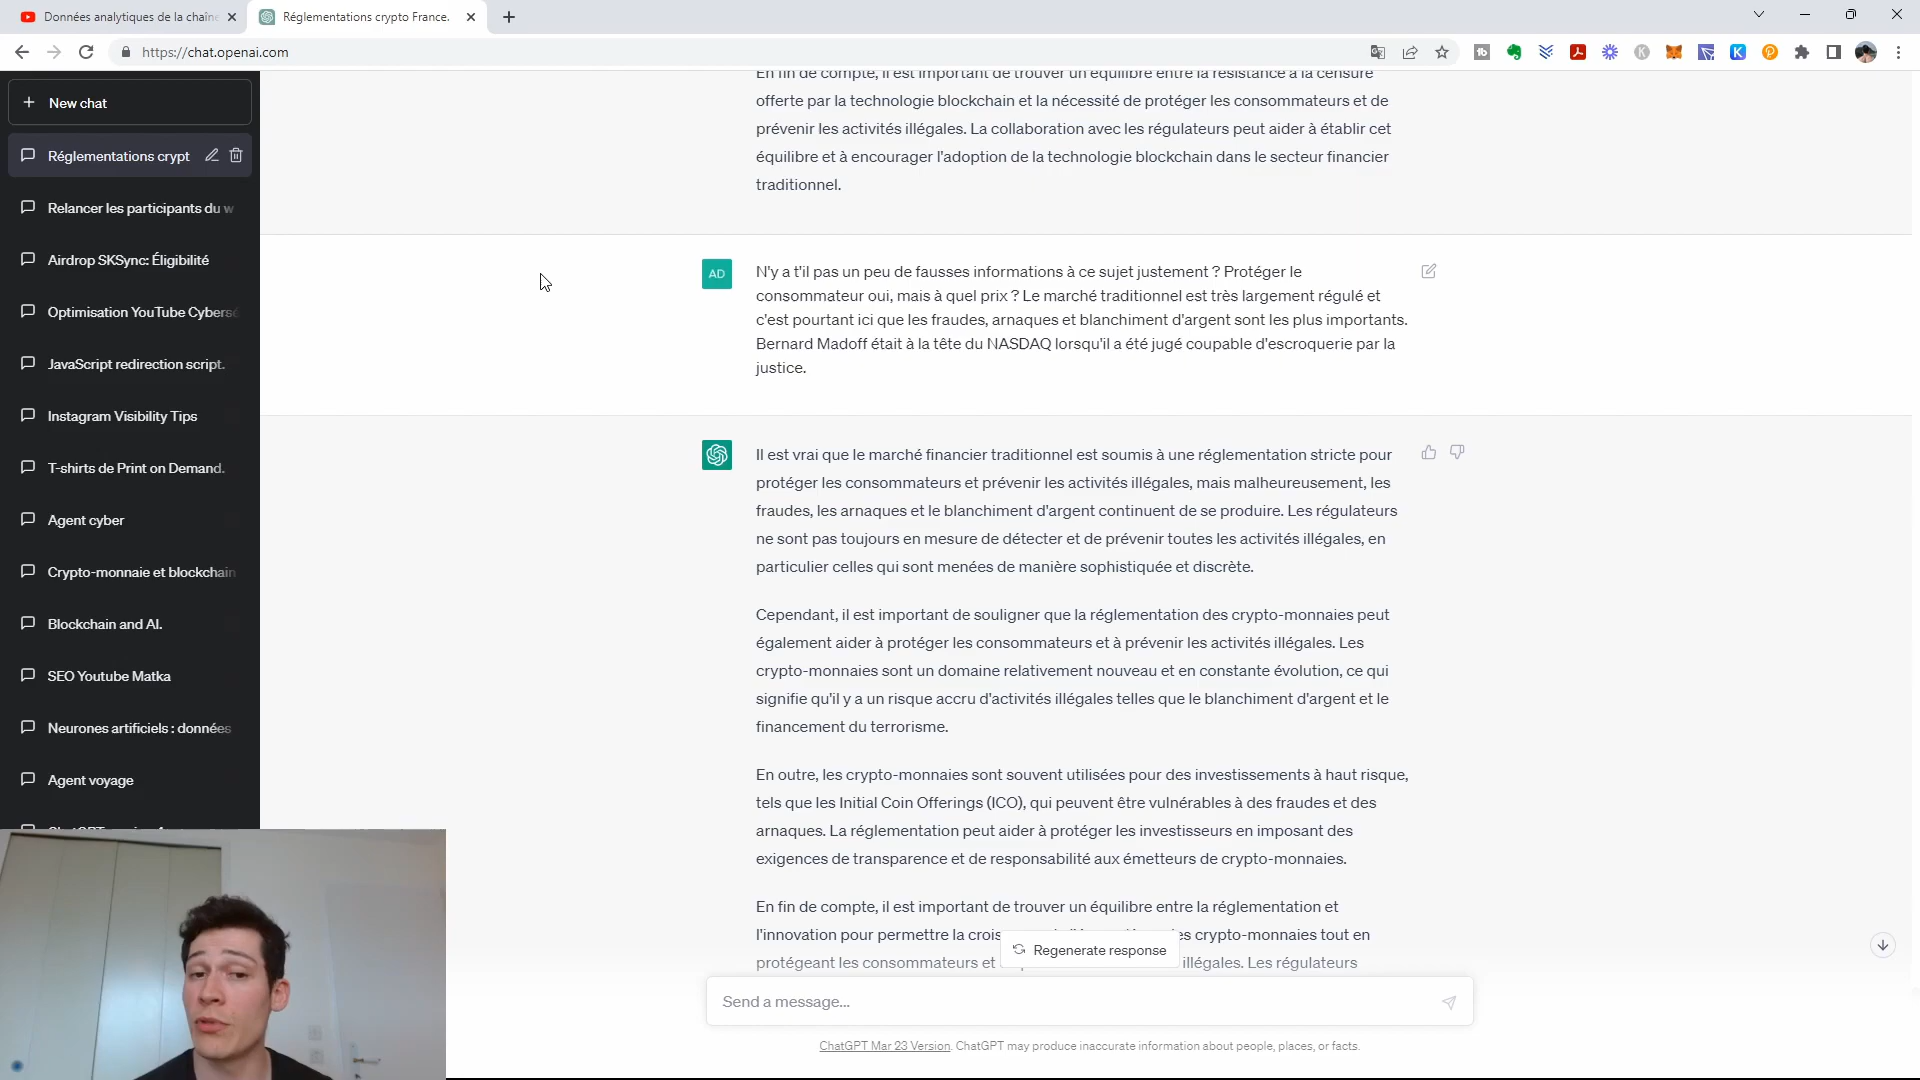 Données analytiques de la chaîne
Réglementations crypto France.
https://chat.openai.com
New chat
Réglementations crypt
Relancer les participants du w
Airdrop SKSync: Éligibilité
Optimisation YouTube Cybersé
JavaScript redirection script.
Instagram Visibility Tips
T-shirts de Print on Demand.
Agent cyber
Crypto-monnaie et blockchain
Blockchain and AI.
SEO Youtube Matka
Neurones artificiels : données
Agent voyage
En fin de compte, il est important de trouver un équilibre entre la résistance à la censure
offerte par la technologie blockchain et la nécessité de protéger les consommateurs et de
prévenir les activités illégales. La collaboration avec les régulateurs peut aider à établir cet
équilibre et à encourager l'adoption de la technologie blockchain dans le secteur financier
traditionnel.
AD
N'y a t'il pas un peu de fausses informations à ce sujet justement ? Protéger le
consommateur oui, mais à quel prix ? Le marché traditionnel est très largement régulé et
c'est pourtant ici que les fraudes, arnaques et blanchiment d'argent sont les plus importants.
Bernard Madoff était à la tête du NASDAQ lorsqu'il a été jugé coupable d'escroquerie par la
justice.
Il est vrai que le marché financier traditionnel est soumis à une réglementation stricte pour
protéger les consommateurs et prévenir les activités illégales, mais malheureusement, les
fraudes, les arnaques et le blanchiment d'argent continuent de se produire. Les régulateurs
ne sont pas toujours en mesure de détecter et de prévenir toutes les activités illégales, en
particulier celles qui sont menées de manière sophistiquée et discrète.
Cependant, il est important de souligner que la réglementation des crypto-monnaies peut
également aider à protéger les consommateurs et à prévenir les activités illégales. Les
crypto-monnaies sont un domaine relativement nouveau et en constante évolution, ce qui
signifie qu'il y a un risque accru d'activités illégales telles que le blanchiment d'argent et le
financement du terrorisme.
En outre, les crypto-monnaies sont souvent utilisées pour des investissements à haut risque,
tels que les Initial Coin Offerings (ICO), qui peuvent être vulnérables à des fraudes et des
arnaques. La réglementation peut aider à protéger les investisseurs en imposant des
exigences de transparence et de responsabilité aux émetteurs de crypto-monnaies.
En fin de compte, il est important de trouver un équilibre entre la réglementation et
l'innovation pour permettre la crois es crypto-monnaies tout en
protégeant les consommateurs et illégales. Les régulateurs
Regenerate response
Send a message...
ChatGPT Mar 23 Version. ChatGPT may produce inaccurate information about people, places, or facts.